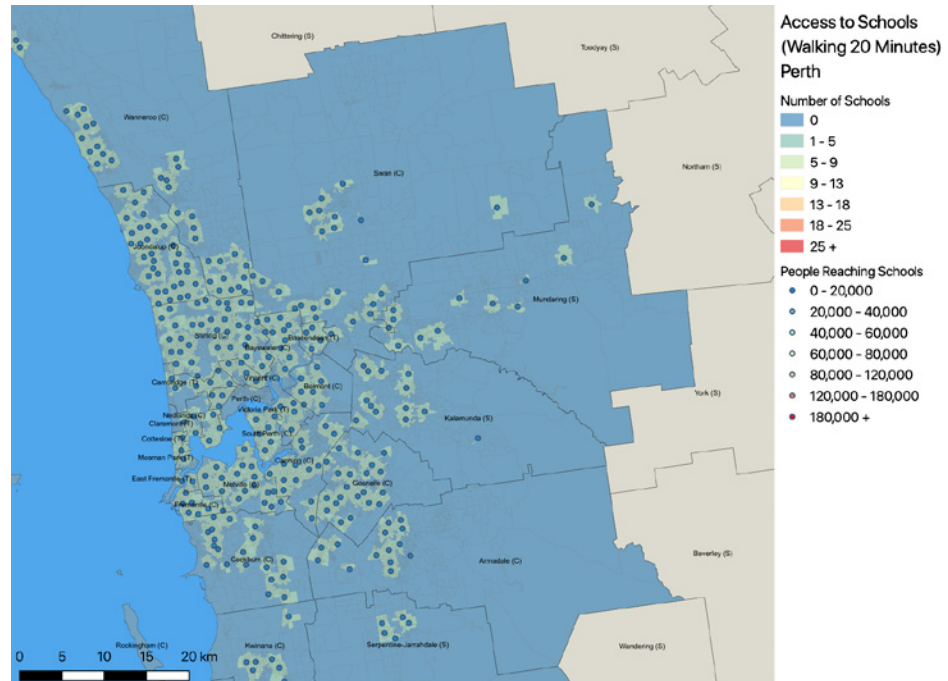 Access to Schools
(Walking 20 Minutes)
Perth
Number of Schools
0
1 - 5
5 - 9
9 - 13
13 - 18
18 - 25
25 +
People Reaching Schools
0 - 20,000
20,000 - 40,000
40,000 - 60,000
60,000 - 80,000
80,000 - 120,000
120,000 - 180,000
180,000 +
Chittering (S)
Toodyay (S)
Wanneroo (C)
Northam (S)
Swan (C)
Joondalup (C)
Mundaring (S)
Stirling (C)
Bassendean (T)
Bayswater (C)
Vincent (C)
Cambridge (T)
Belmont (C)
Perth (C)
York (S)
Victoria Park (T)
Nedlands (C)
Claremont (T)
Kalamunda (S)
South Perth (C)
Cottesloe (T)
Mosman Park (T)
Canning (C)
East Fremantle (T)
Melville (C)
Gosnells (C)
Fremantle (C)
Beverley (S)
Cockburn (C)
Armadale (C)
Rockingham (C)
Kwinana (C)
Serpentine-Jarrahdale (S)
Wandering (S)
0 5 10 15 20 km